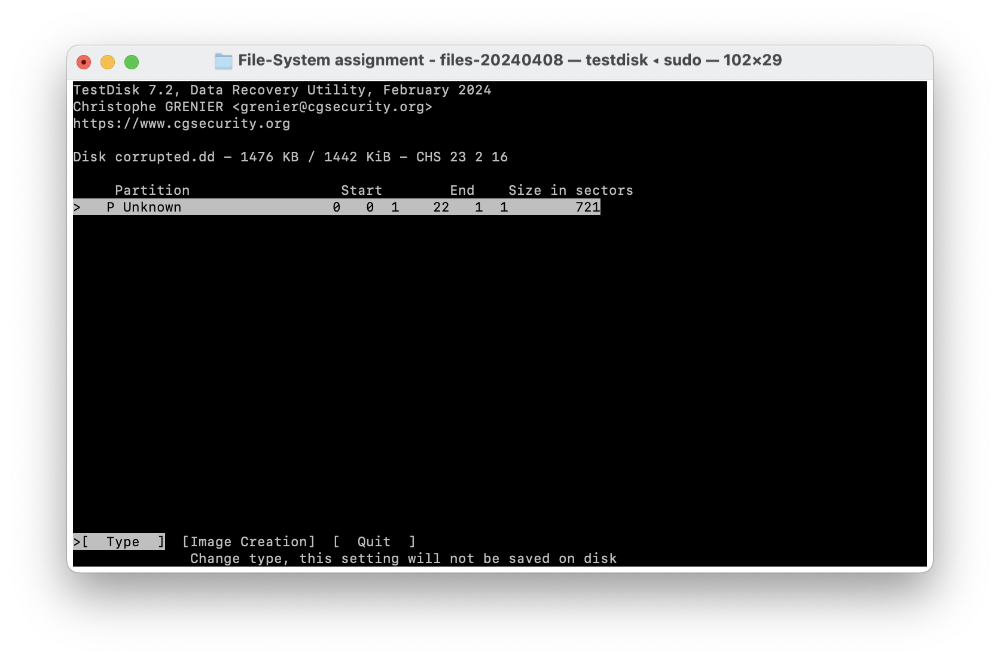 File-System assignment - files-20240408 — testdisk ◂ sudo — 102×29
TestDisk 7.2, Data Recovery Utility, February 2024
Christophe GRENIER <grenier@cgsecurity.org>
https://www.cgsecurity.org
Disk corrupted.dd - 1476 KB / 1442 KiB - CHS 23 2 16
Partition Start End Size in sectors
> P Unknown 0 0 1 22 1 1 721
>[ Type ] [Image Creation] [ Quit ]
Change type, this setting will not be saved on disk